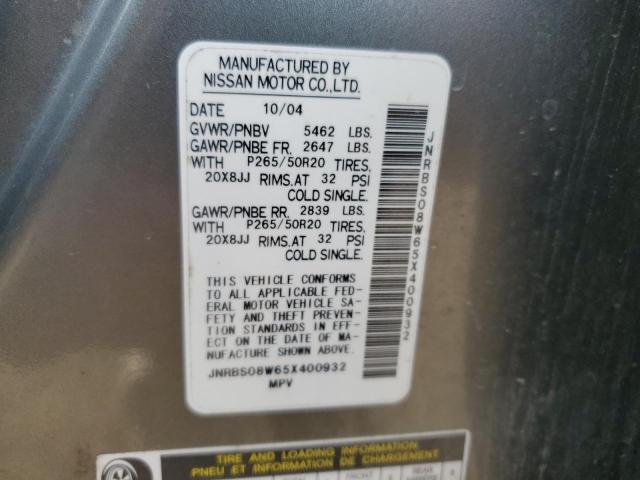 MANUFACTURED BY
NISSAN MOTOR CO.,LTD.
DATE 10/04
GVWR/PNBV 5462 LBS.
GAWR/PNBE FR. 2647 LBS.
WITH P265/50R20 TIRES,
20X8JJ RIMS,AT 32 PSI
COLD SINGLE.
GAWR/PNBE RR. 2839 LBS.
WITH P265/50R20 TIRES,
20X8JJ RIMS,AT 32 PSI
COLD SINGLE.
THIS VEHICLE CONFORMS
TO ALL APPLICABLE FED-
ERAL MOTOR VEHICLE SA-
FETY AND THEFT PREVEN-
TION STANDARDS IN EFF-
ECT ON THE DATE OF MA-
NUFACTURE SHOWN ABOVE.
JNRBS08W65X400932
MPV
JNRBS08W65X400932
TIRE AND LOADING INFORMATION
PNEU ET INFORMATION DE CHARGEMENT